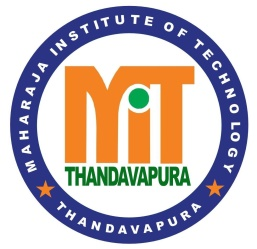 MAHARAJA INSTITUTE OF TECHNOLOGY
MiT
THANDAVAPURA
THANDAVAPURA